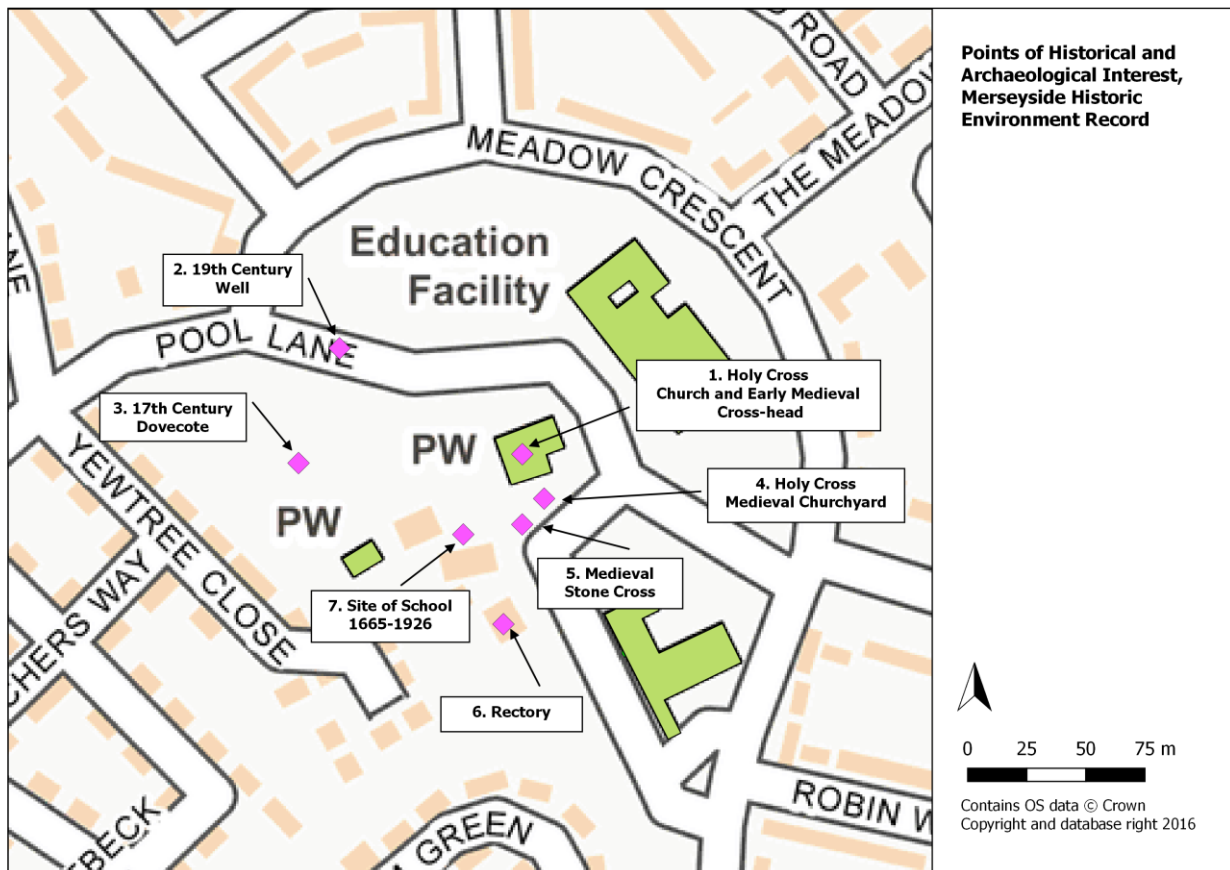 Points of Historical and
Archaeological Interest,
Merseyside Historic
Environment Record
ROAD
THE MEADOW
MEADOW CRESCENT
Education
Facility
2. 19th Century
Well
POOL LANE
1. Holy Cross
Church and Early Medieval
Cross-head
3. 17th Century
Dovecote
PW
4. Holy Cross
Medieval Churchyard
PW
YEWTREE CLOSE
5. Medieval
Stone Cross
7. Site of School
1665-1926
CHERS WAY
6. Rectory
ROBIN W
GREEN
EBECK
0 25 50 75 m
Contains OS data © Crown
Copyright and database right 2016